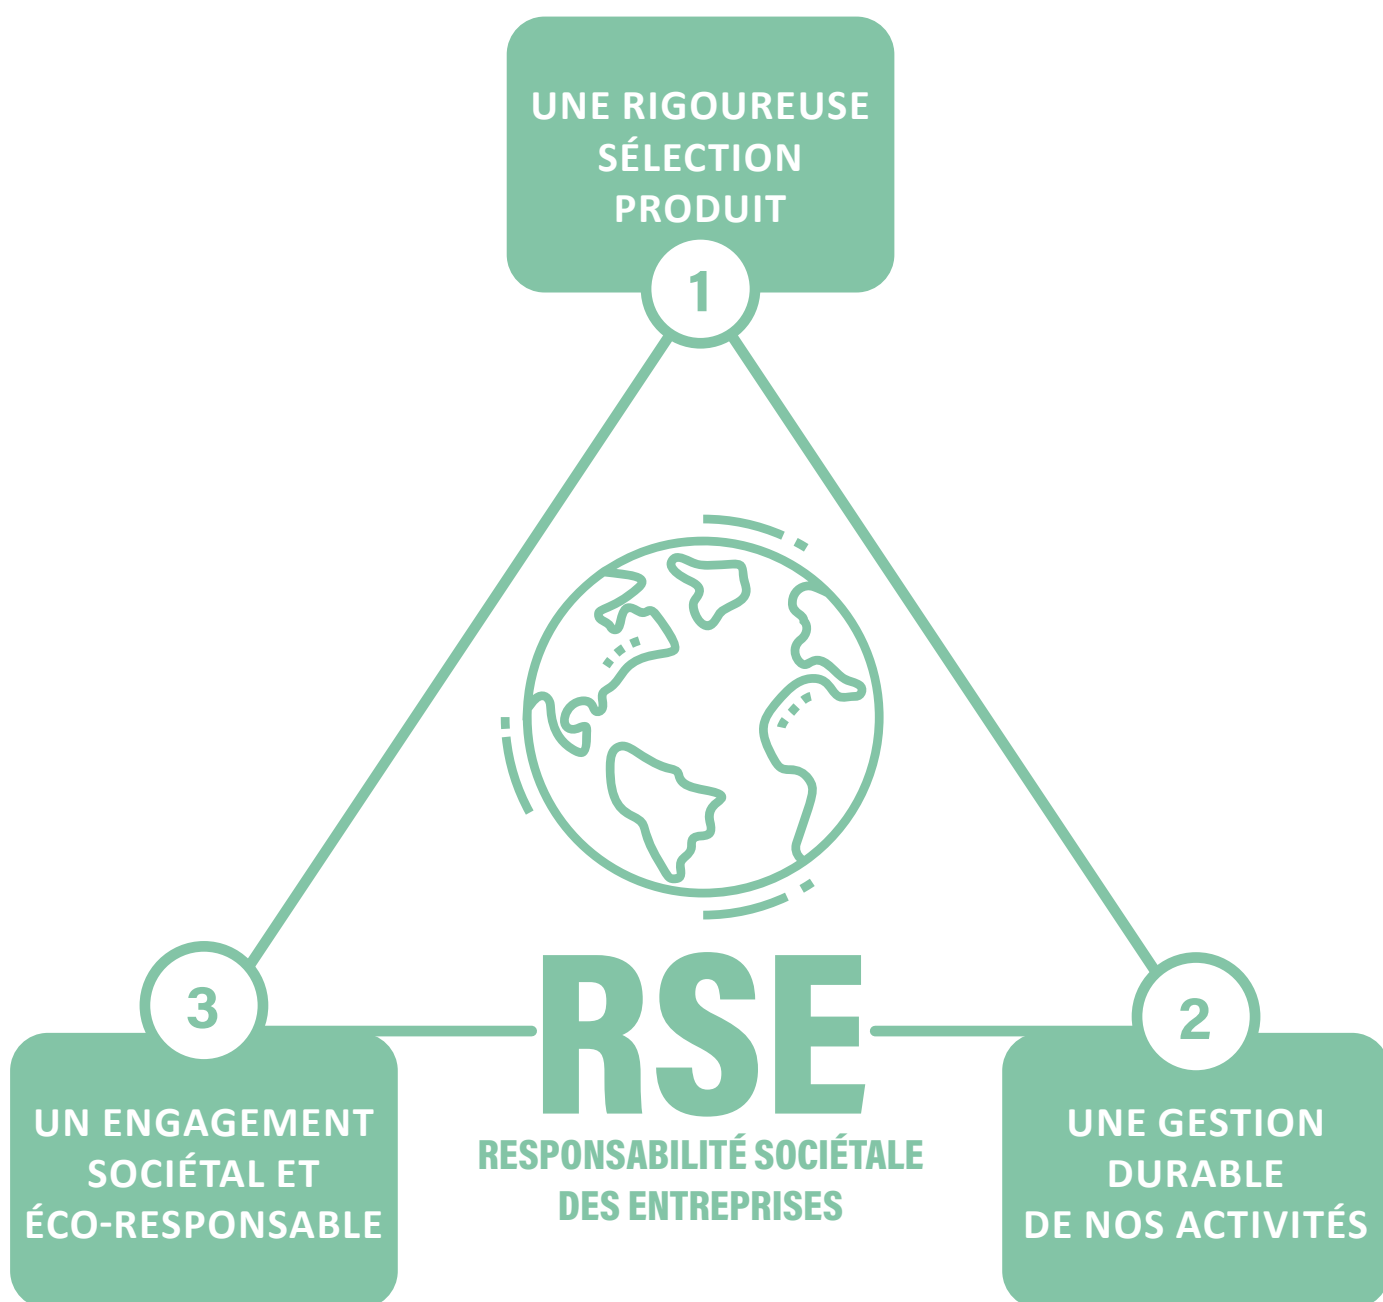 UNE RIGOUREUSE
SÉLECTION
PRODUIT
1
3
2
RSE
RESPONSABILITÉ SOCIÉTALE
DES ENTREPRISES
UN ENGAGEMENT
SOCIÉTAL ET
ÉCO-RESPONSABLE
UNE GESTION
DURABLE
DE NOS ACTIVITÉS